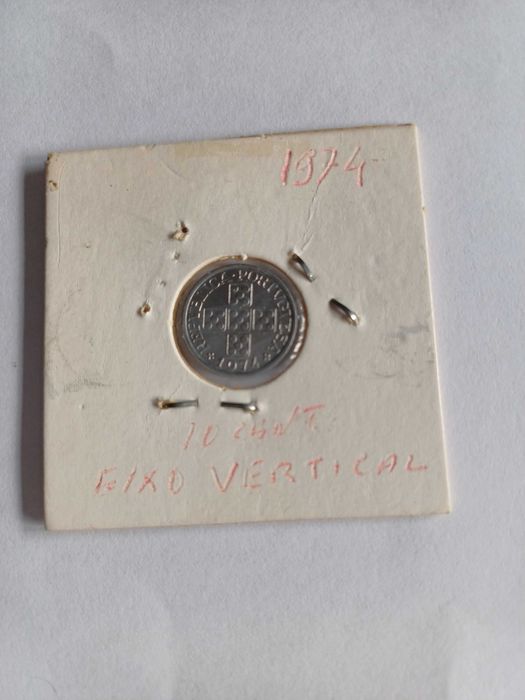 1974
REPUBLICA·PORTUGUESA
*1974*
10 CENT.
EIXO VERTICAL